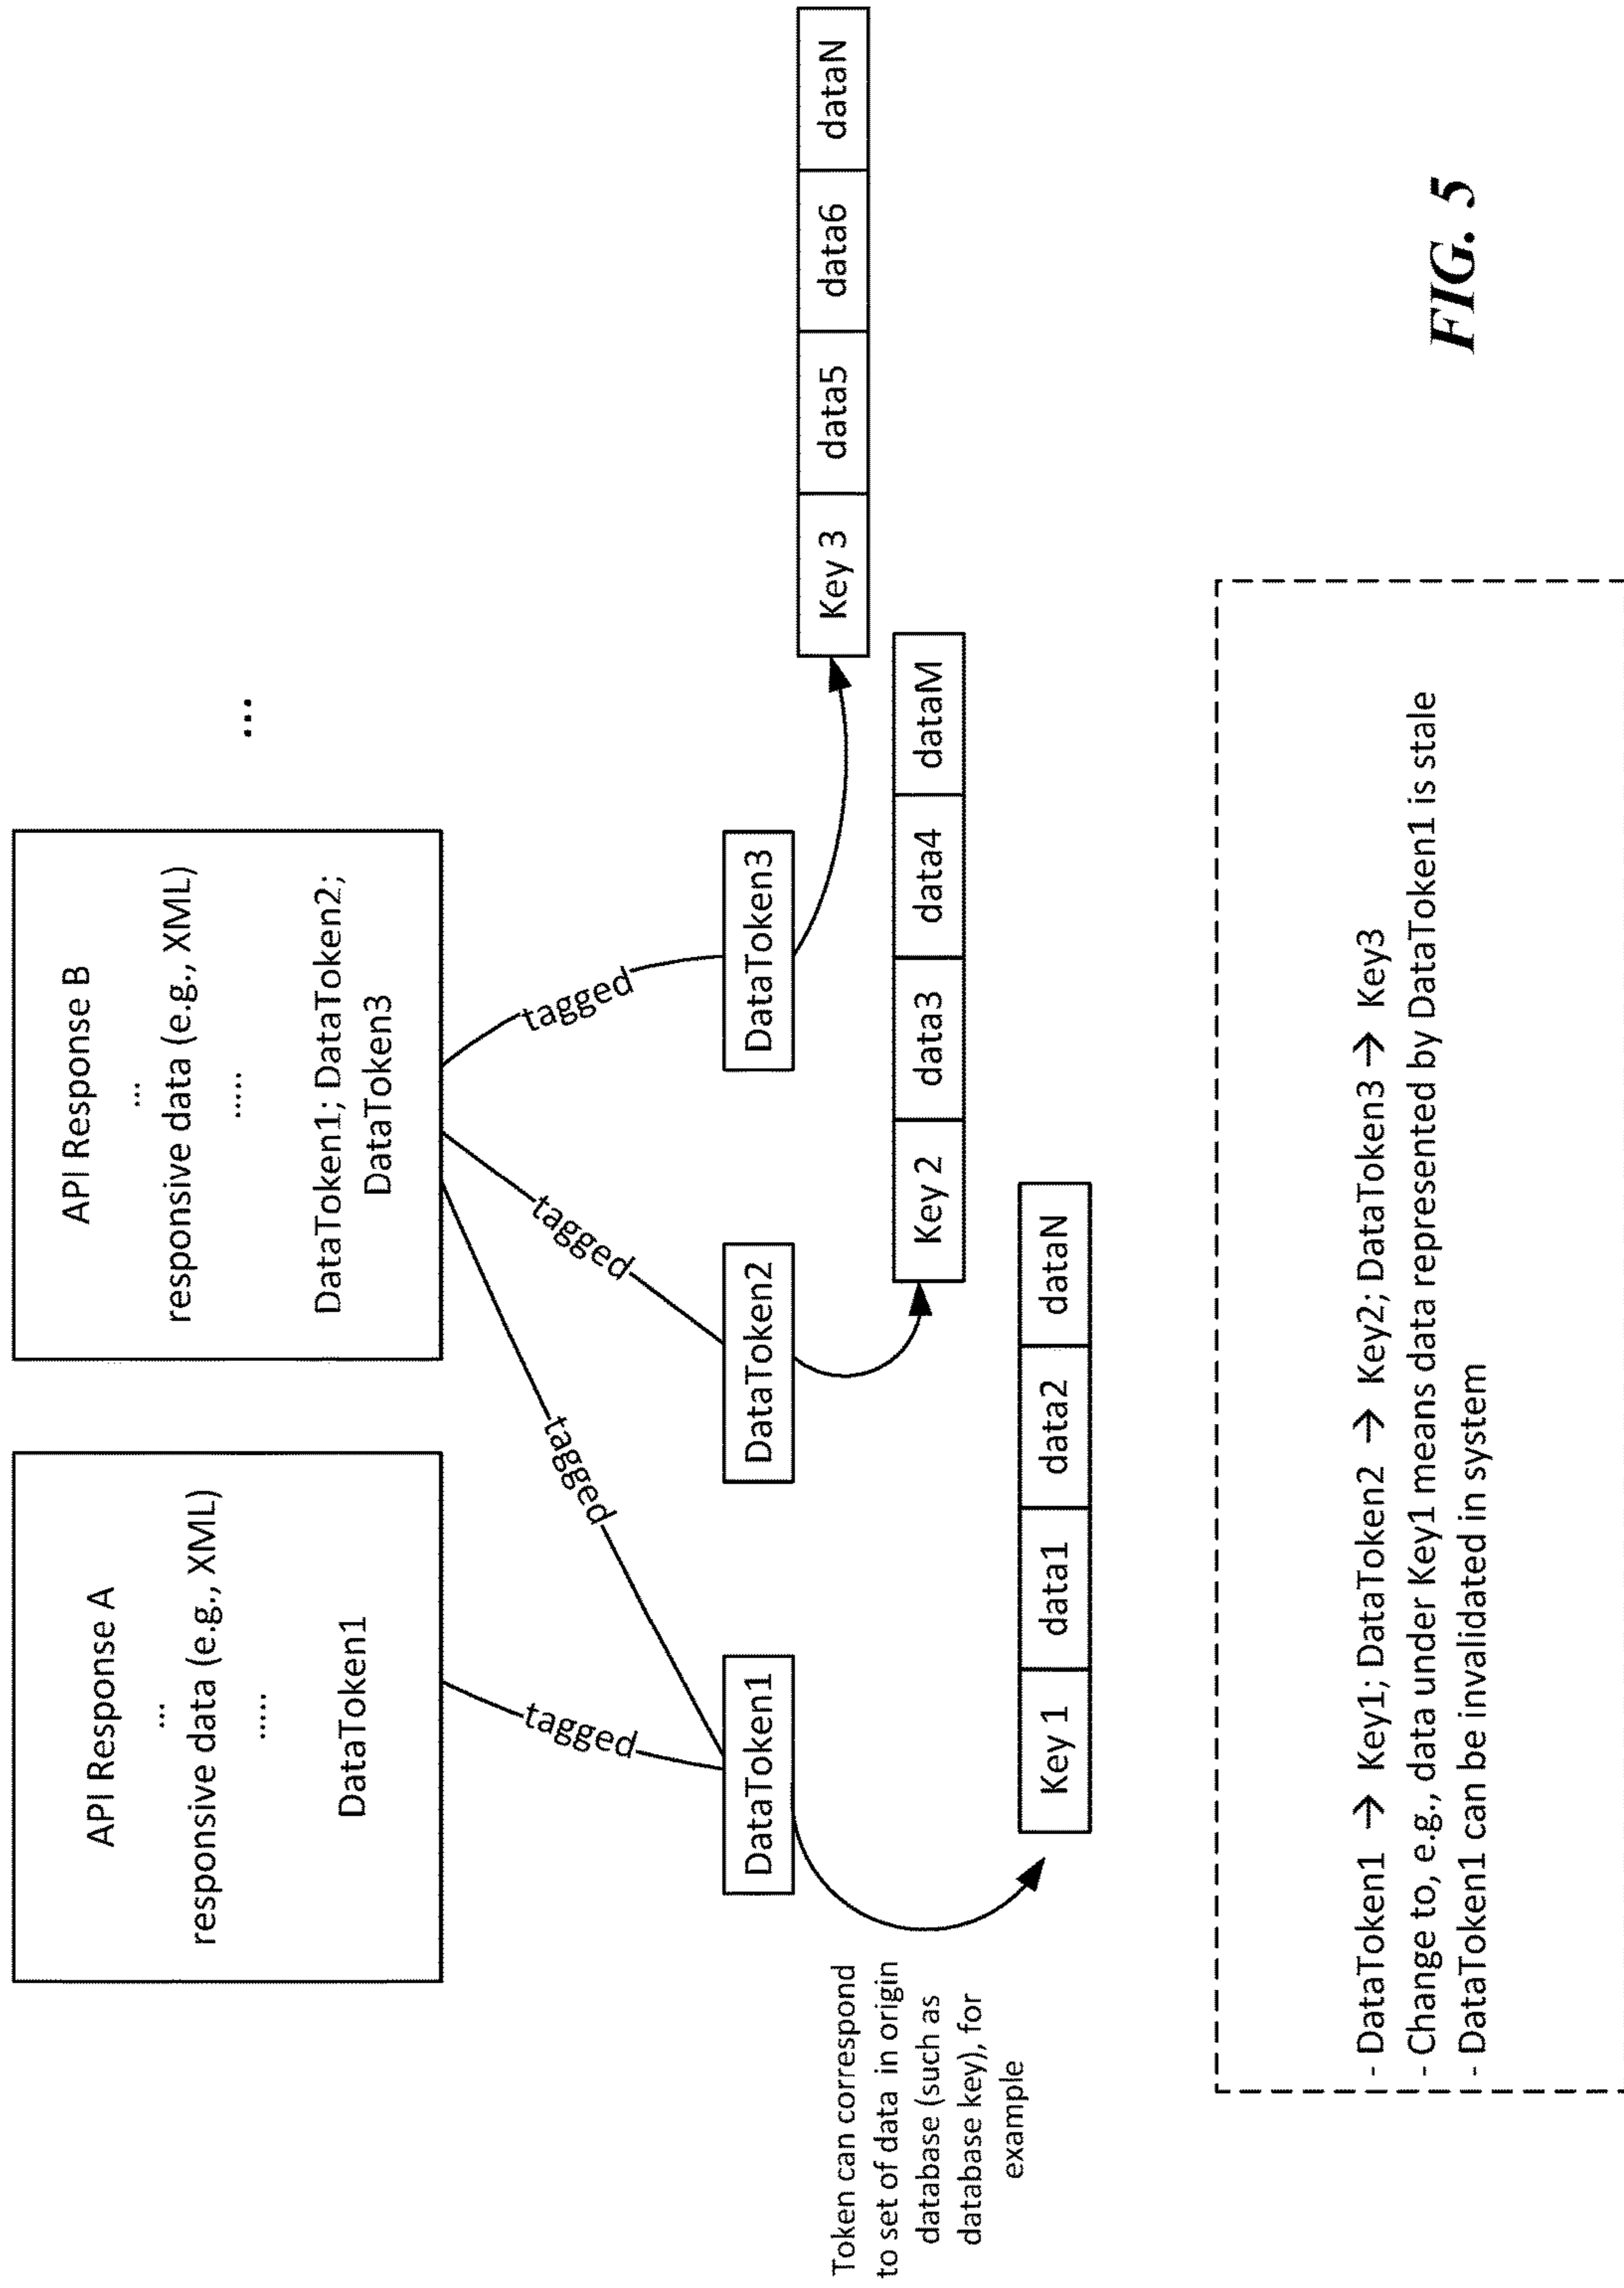 API Response A
...
responsive data (e.g., XML)
.....
DataToken1
API Response B
...
responsive data (e.g., XML)
....
DataToken1; DataToken2;
DataToken3
...
tagged
tagged
tagged
tagged
DataToken1
DataToken2
DataToken3
Key 3
data5
data6
dataN
Key 2
data3
data4
dataM
Key 1
data1
data2
dataN
Token can correspond
to set of data in origin
database (such as
database key), for
example
- DataToken1 → Key1; DataToken2 → Key2; DataToken3 → Key3
- Change to, e.g., data under Key1 means data represented by DataToken1 is stale
- DataToken1 can be invalidated in system
FIG. 5